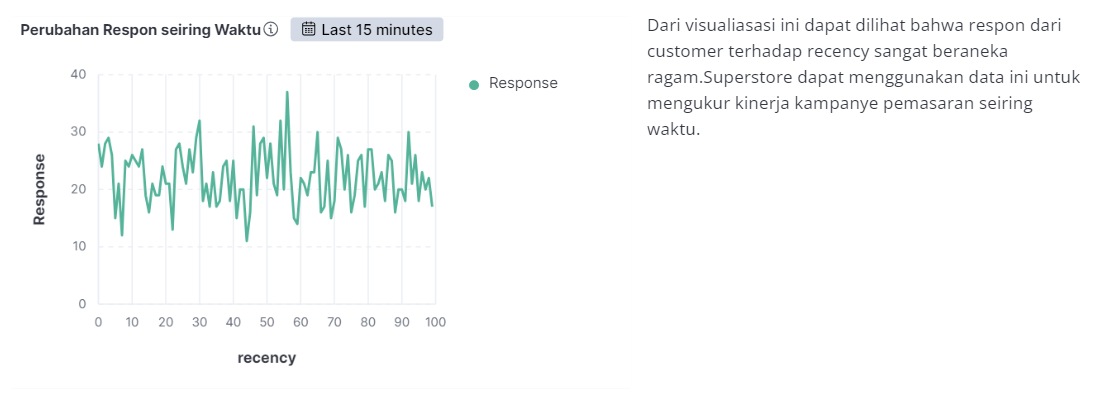 Perubahan Respon seiring Waktu
Last 15 minutes
Dari visualiasasi ini dapat dilihat bahwa respon dari
customer terhadap recency sangat beraneka
ragam.Superstore dapat menggunakan data ini untuk
mengukur kinerja kampanye pemasaran seiring
waktu.
Response
40
30
20
10
0
Response
0 10 20 30 40 50 60 70 80 90 100
recency